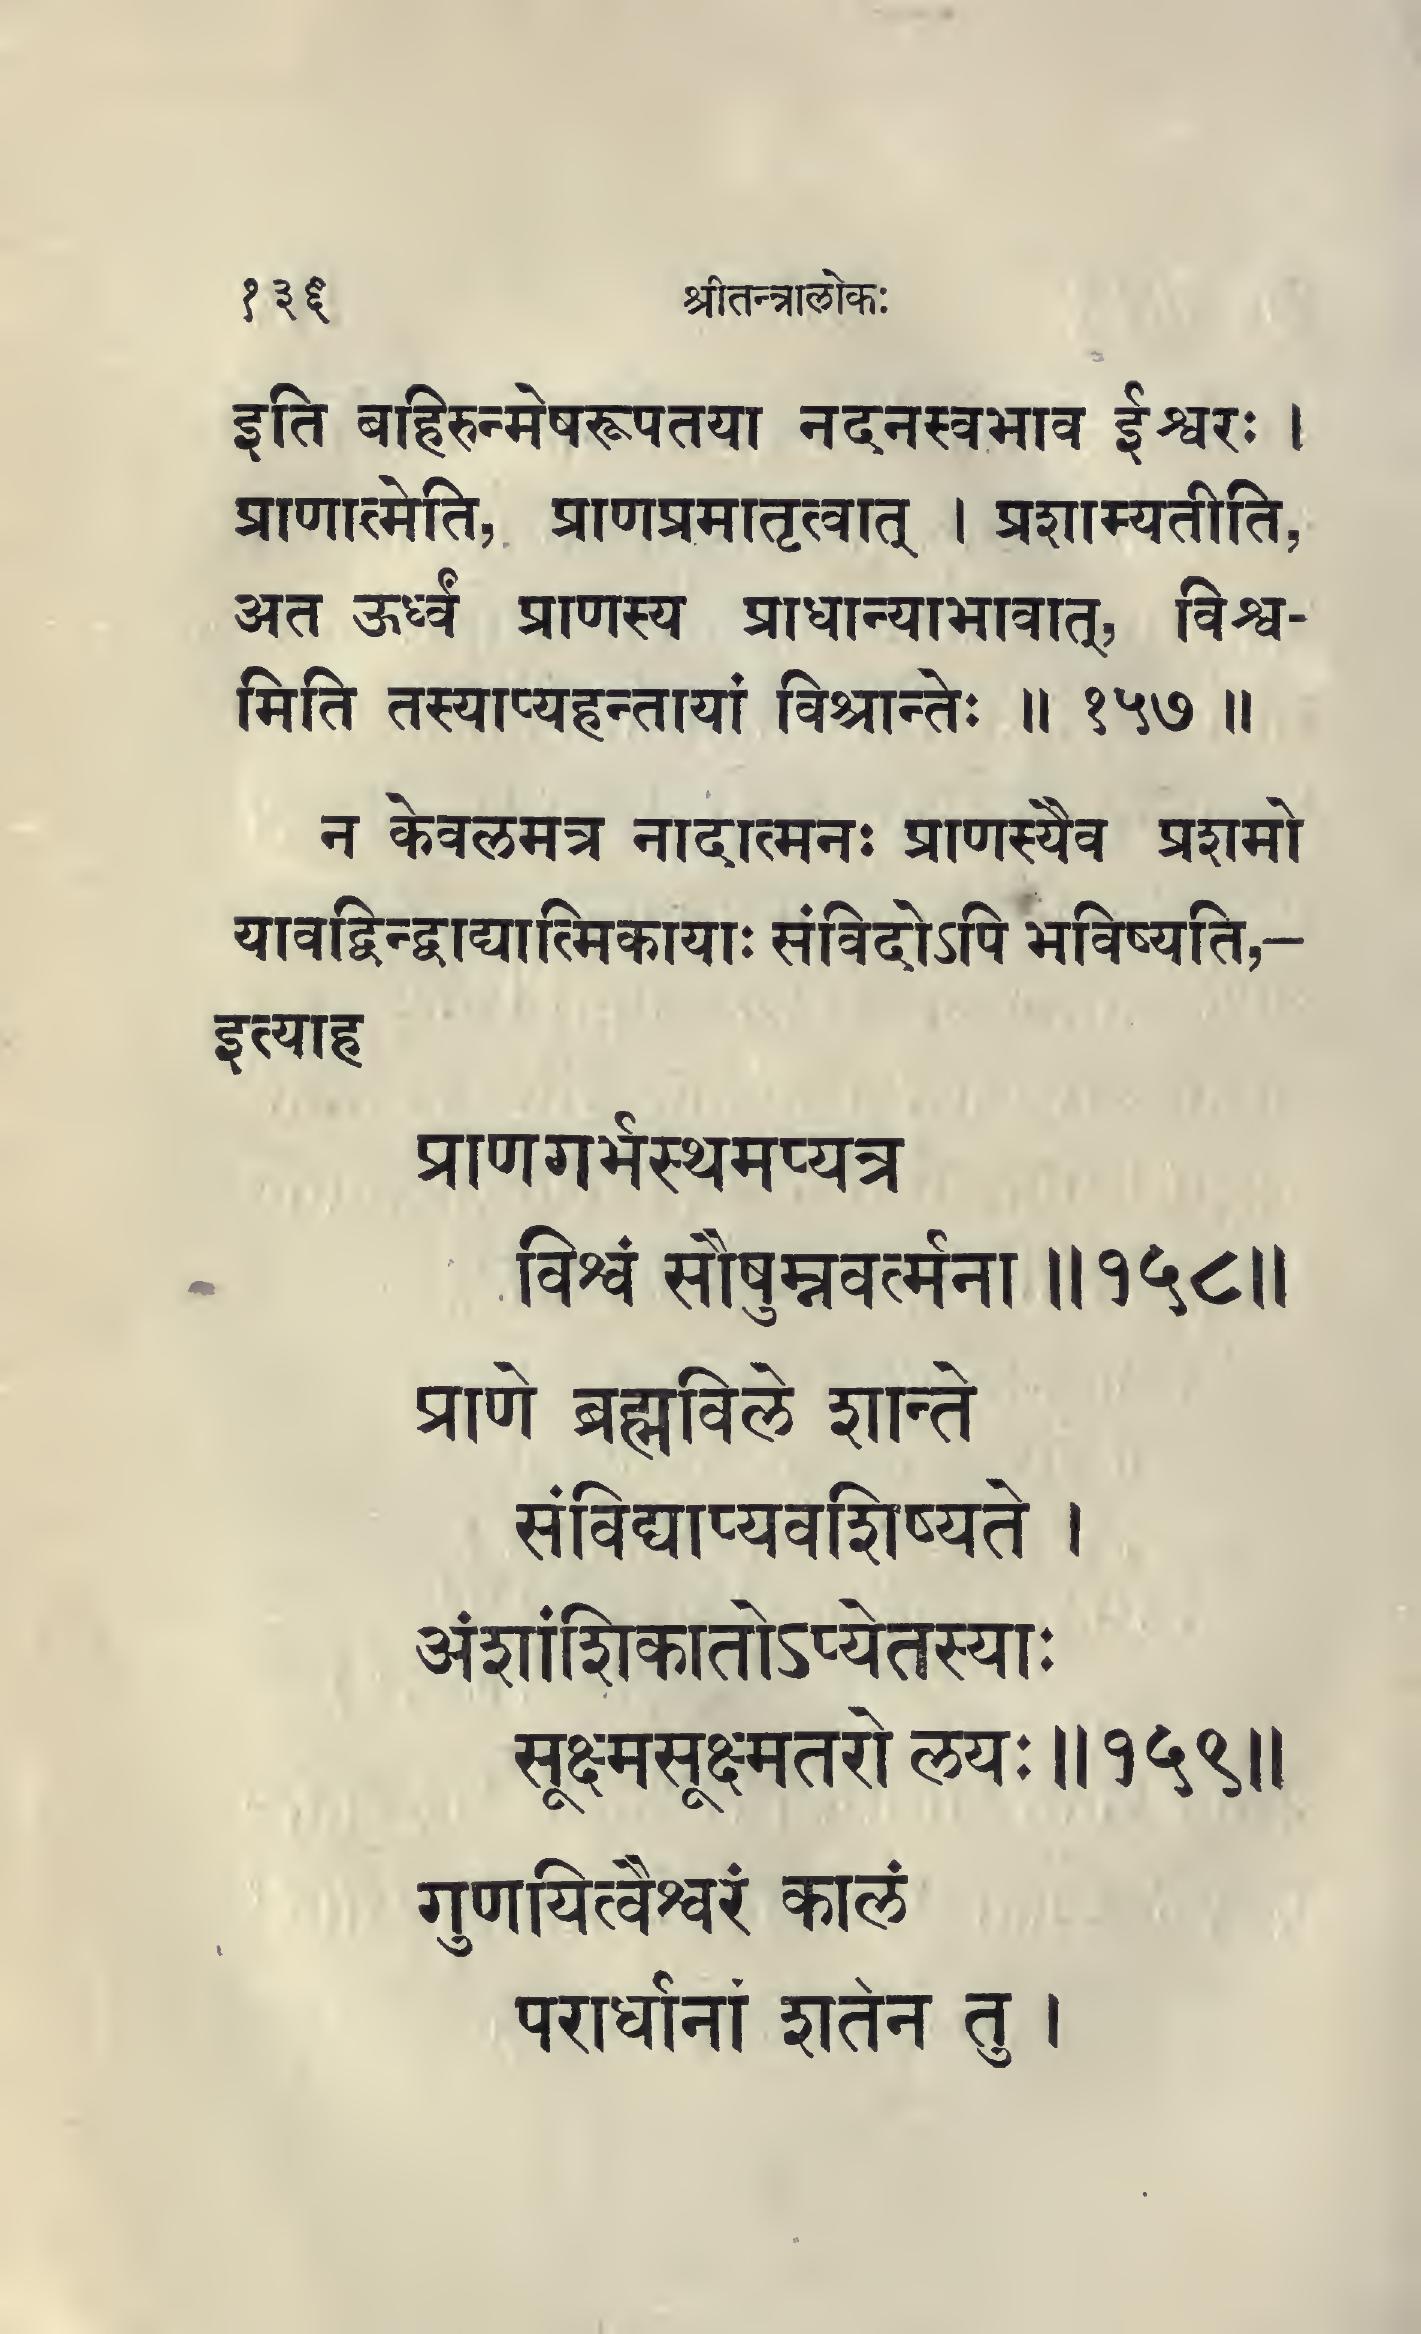 १३६ श्रीतन्त्रालोकः
इति बहिरुन्मेषरूपतया नदनस्वभाव ईश्वरः ।
प्राणात्मेति, प्राणप्रमातृत्वात् । प्रशाम्यतीति,
अत ऊर्ध्वं प्राणस्य प्राधान्याभावात्, विश्व-
मिति तस्याप्यहन्तायां विश्रान्तेः ॥ १५७ ॥
न केवलमत्र नादात्मनः प्राणस्यैव प्रशमो
यावद्विन्द्वाद्यात्मिकायाः संविदोऽपि भविष्यति,—
इत्याह
प्राणगर्भस्थमप्यत्र
विश्वं सौषुम्नवर्त्मना ॥१५८॥
प्राणे ब्रह्मविले शान्ते
संविद्याप्यवशिष्यते ।
अंशांशिकातोऽप्येतस्याः
सूक्ष्मसूक्ष्मतरो लयः ॥१५९॥
गुणयित्वैश्वरं कालं
परार्धानां शतेन तु ।